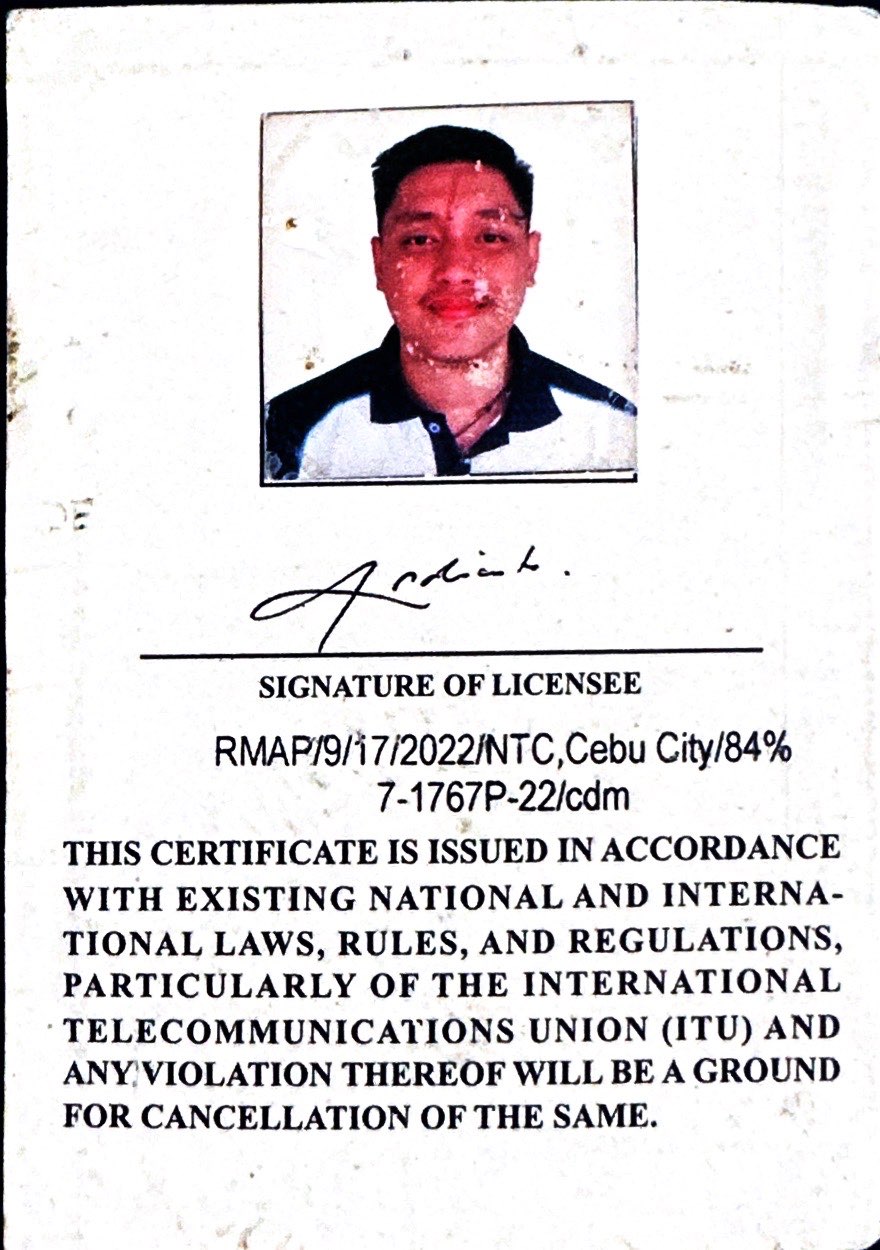 SIGNATURE OF LICENSEE
RMAP/9/17/2022/NTC,Cebu City/84%
7-1767P-22/cdm
THIS CERTIFICATE IS ISSUED IN ACCORDANCE
WITH EXISTING NATIONAL AND INTERNA-
TIONAL LAWS, RULES, AND REGULATIONS,
PARTICULARLY OF THE INTERNATIONAL
TELECOMMUNICATIONS UNION (ITU) AND
ANY VIOLATION THEREOF WILL BE A GROUND
FOR CANCELLATION OF THE SAME.